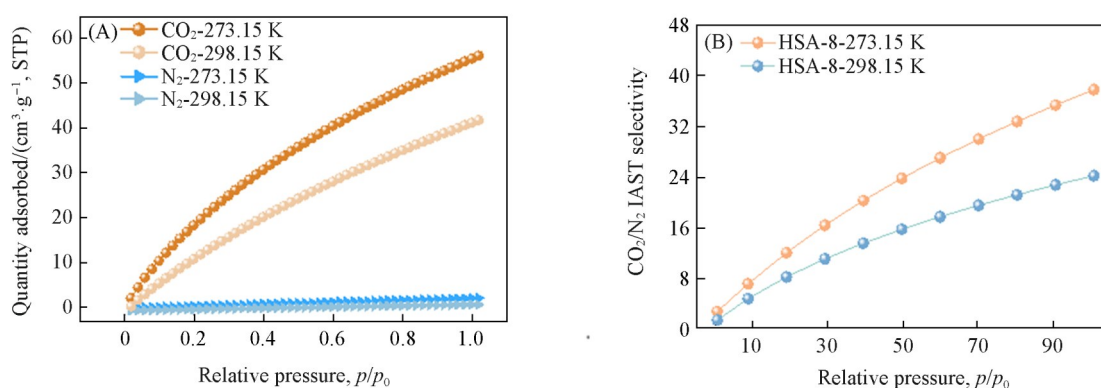 (A)
CO₂-273.15 K
CO₂-298.15 K
N₂-273.15 K
N₂-298.15 K
Quantity adsorbed/(cm³·g⁻¹, STP)
60
50
40
30
20
10
0
0 0.2 0.4 0.6 0.8 1.0
Relative pressure, p/p₀
(B)
HSA-8-273.15 K
HSA-8-298.15 K
CO₂/N₂ IAST selectivity
48
40
32
24
16
8
0
10 30 50 70 90
Relative pressure, p/p₀